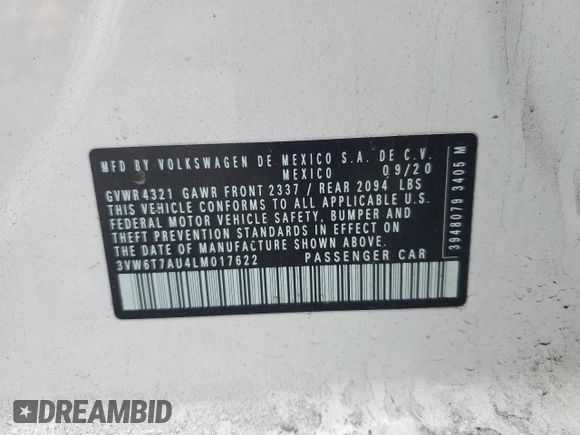 MFD BY VOLKSWAGEN DE MEXICO S.A. DE C.V.
MEXICO 09/20
GVWR 4321 GAWR FRONT 2337 / REAR 2094 LBS
THIS VEHICLE CONFORMS TO ALL APPLICABLE U.S.
FEDERAL MOTOR VEHICLE SAFETY, BUMPER AND
THEFT PREVENTION STANDARDS IN EFFECT ON
THE DATE OF MANUFACTURE SHOWN ABOVE.
3VW6T7AU4LM017622 PASSENGER CAR
3948079 3405 M
DREAMBID